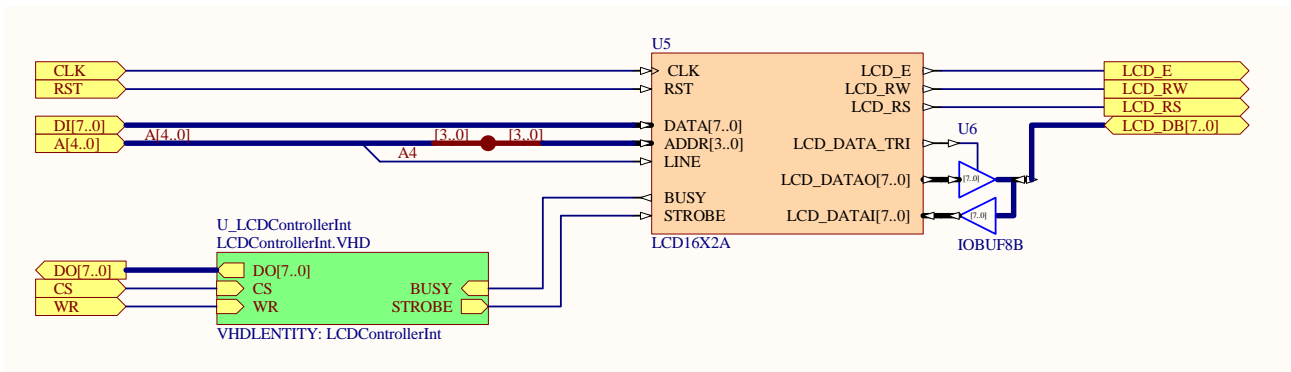 U5
CLK
CLK
LCD_E
LCD_E
RST
RST
LCD_RW
LCD_RW
LCD_RS
LCD_RS
DI[7..0]
DATA[7..0]
U6
LCD_DB[7..0]
A[4..0]
A[4..0]
[3..0]
[3..0]
ADDR[3..0]
LCD_DATA_TRI
A4
LINE
LCD_DATAO[7..0]
[7..0]
BUSY
STROBE
LCD_DATAI[7..0]
[7..0]
LCD16X2A
IOBUF8B
U_LCDControllerInt
LCDControllerInt.VHD
DO[7..0]
DO[7..0]
CS
CS
BUSY
WR
WR
STROBE
VHDLENTITY: LCDControllerInt